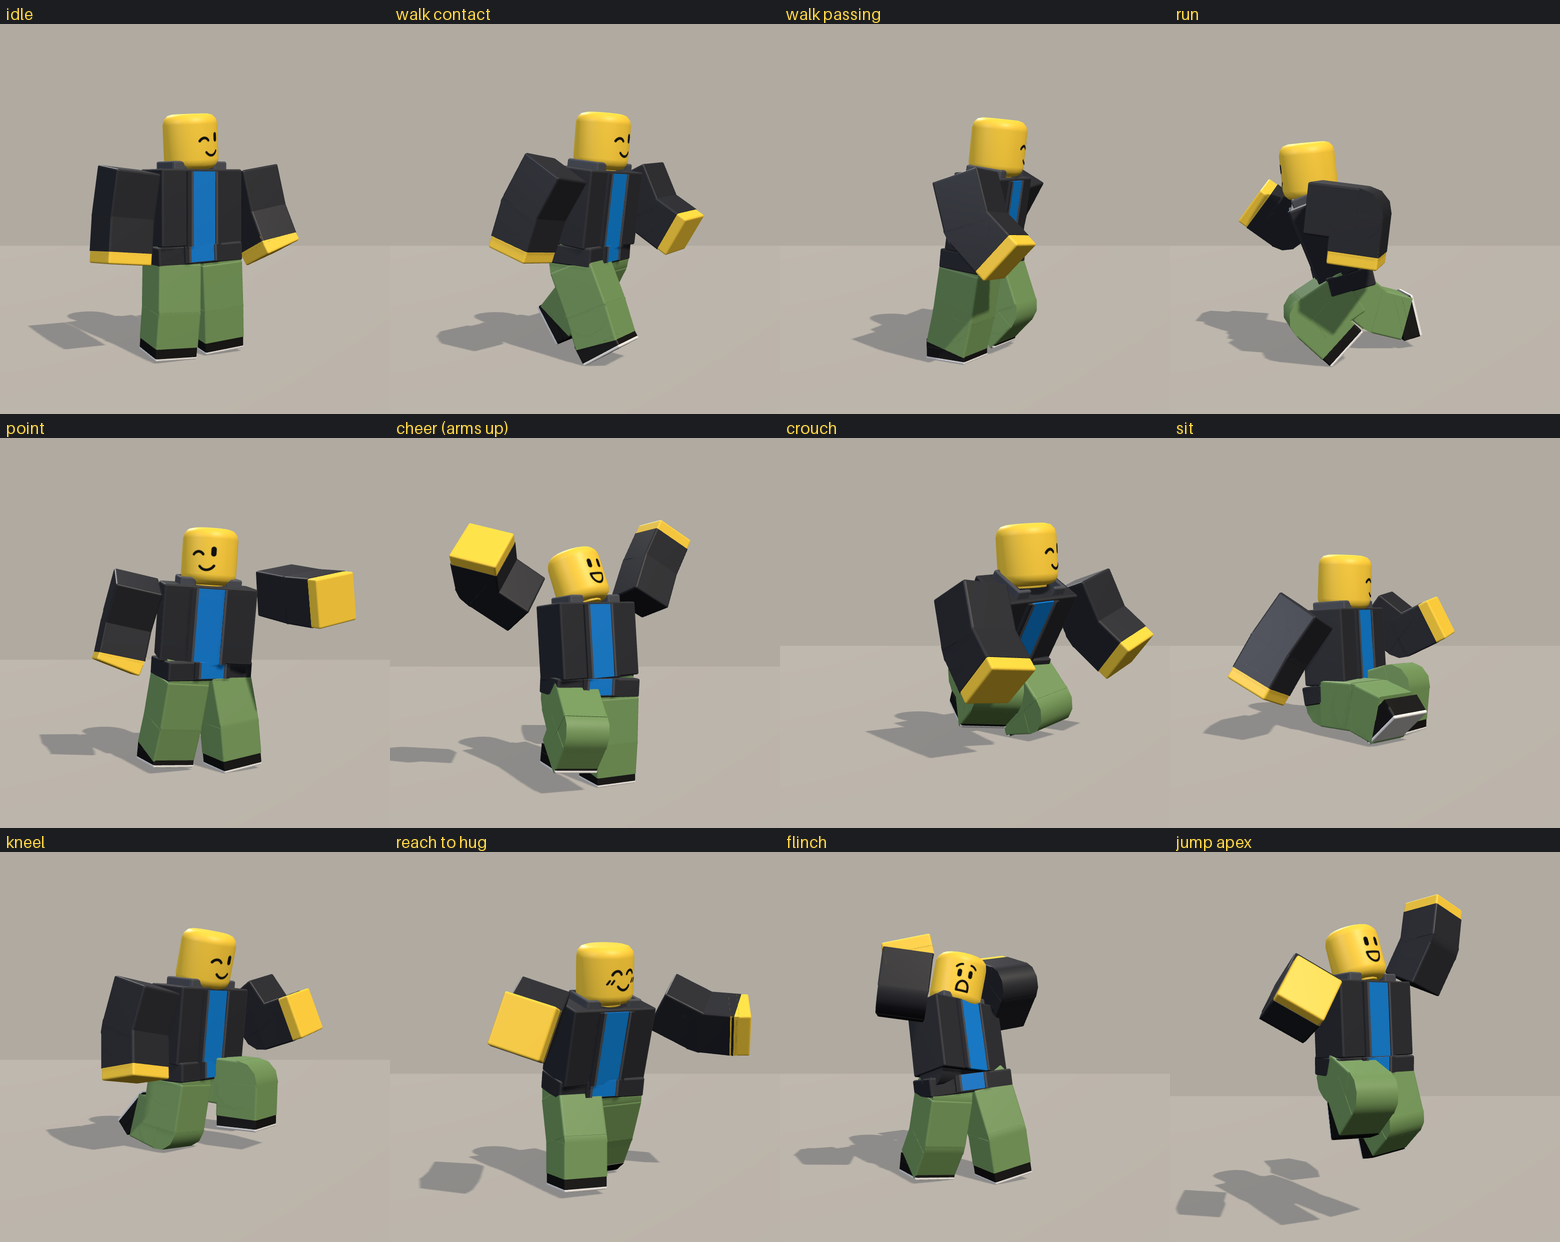 idle
walk contact
walk passing
run
point
cheer (arms up)
crouch
sit
kneel
reach to hug
flinch
jump apex